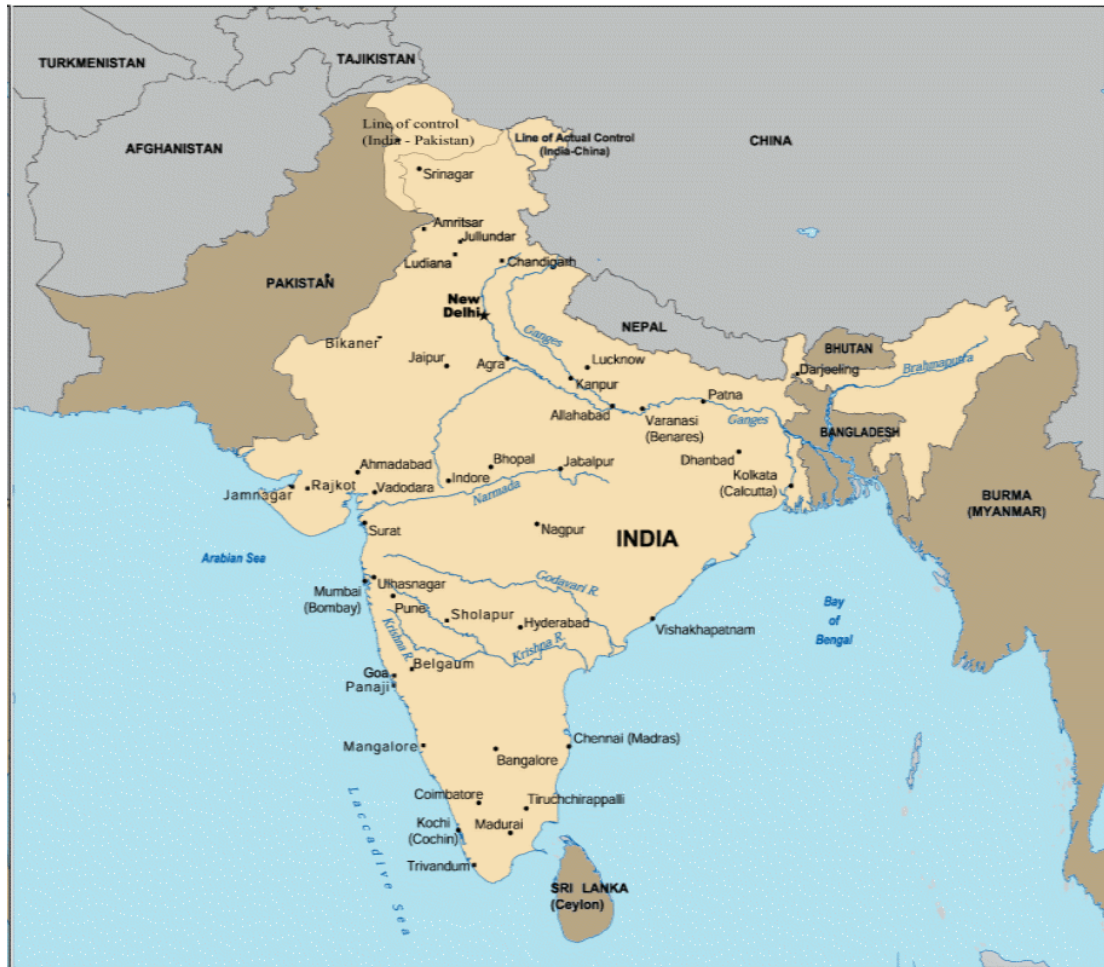 TURKMENISTAN
TAJIKISTAN
AFGHANISTAN
Line of control
(India - Pakistan)
Line of Actual Control
(India-China)
CHINA
Srinagar
Amritsar
Jullundar
Ludiana
Chandigarh
PAKISTAN
New
Delhi
NEPAL
Ganges
Bikaner
Jaipur
Agra
Lucknow
BHUTAN
Darjeeling
Brahmaputra
Kanpur
Allahabad
Varanasi
(Benares)
Patna
Ganges
BANGLADESH
Ahmadabad
Bhopal
Jabalpur
Dhanbad
Kolkata
(Calcutta)
Jamnagar
Rajkot
Vadodara
Indore
Narmada
BURMA
(MYANMAR)
Surat
Nagpur
INDIA
Arabian Sea
Mumbai
(Bombay)
Ulhasnagar
Pune
Godavari R.
Sholapur
Hyderabad
Vishakhapatnam
Bay
of
Bengal
Krishna R.
Krishna R.
Belgaum
Goa
Panaji
Mangalore
Bangalore
Chennai (Madras)
Coimbatore
Tiruchchirappalli
Kochi
(Cochin)
Madurai
Trivandum
Laccadive Sea
SRI LANKA
(Ceylon)